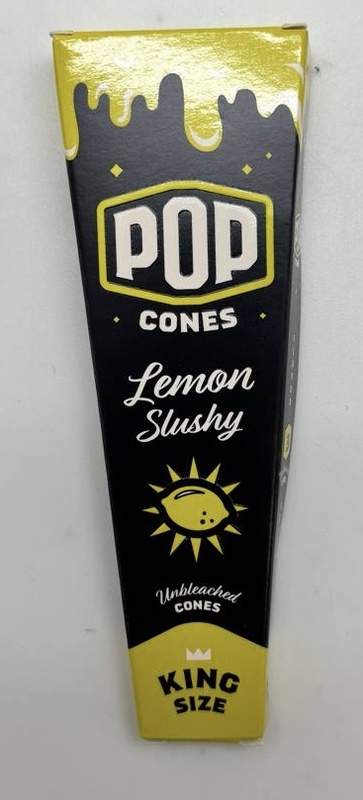 POP
CONES
Lemon
Slushy
Unbleached
CONES
KING
SIZE